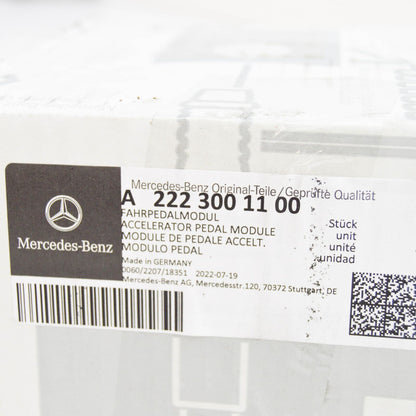 Mercedes-Benz Original-Teile/Geprüfte Qualität
A 222 300 11 00
FAHRPEDALMODUL
ACCELERATOR PEDAL MODULE
MODULE DE PEDALE ACCELT.
MODULO PEDAL
Made in GERMANY
0060/2207/18351 2022-07-19
Mercedes-Benz AG, Mercedesstr.120, 70372 Stuttgart, DE
Stück
unit
unité
unidad
Mercedes-Benz